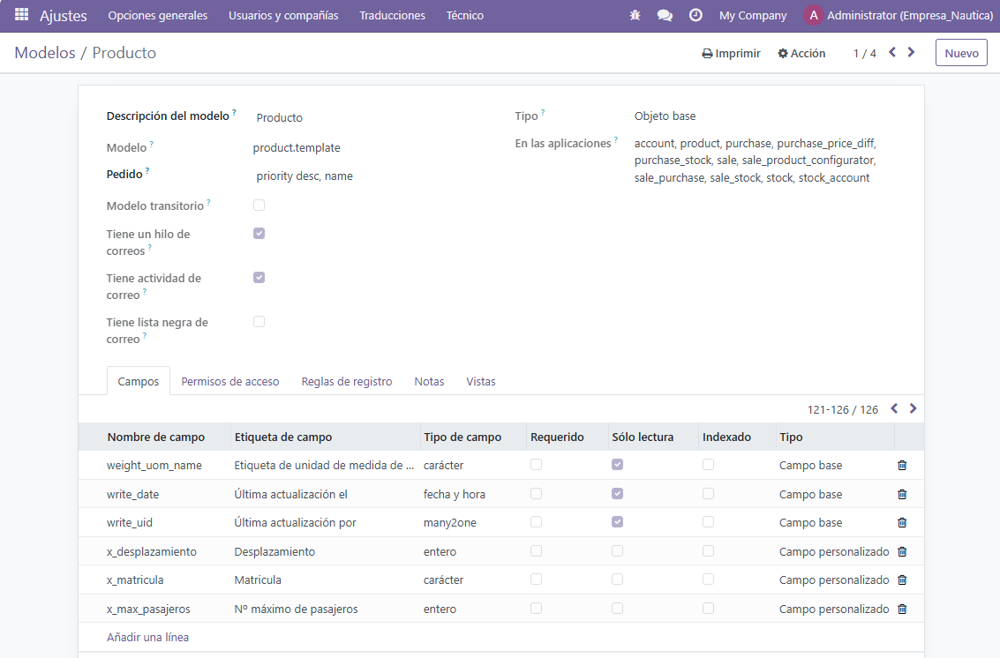 Ajustes Opciones generales Usuarios y compañías Traducciones Técnico My Company A Administrator (Empresa_Nautica)
Modelos / Producto Imprimir Acción 1 / 4 Nuevo
Descripción del modelo ? Producto Tipo ? Objeto base
Modelo ? product.template En las aplicaciones ? account, product, purchase, purchase_price_diff,
purchase_stock, sale, sale_product_configurator,
Pedido ? priority desc, name sale_purchase, sale_stock, stock, stock_account
Modelo transitorio ?
Tiene un hilo de
correos ?
Tiene actividad de
correo ?
Tiene lista negra de
correo ?
Campos Permisos de acceso Reglas de registro Notas Vistas
121-126 / 126
Nombre de campo Etiqueta de campo Tipo de campo Requerido Sólo lectura Indexado Tipo
weight_uom_name Etiqueta de unidad de medida de ... carácter Campo base
write_date Última actualización el fecha y hora Campo base
write_uid Última actualización por many2one Campo base
x_desplazamiento Desplazamiento entero Campo personalizado
x_matricula Matricula carácter Campo personalizado
x_max_pasajeros Nº máximo de pasajeros entero Campo personalizado
Añadir una línea